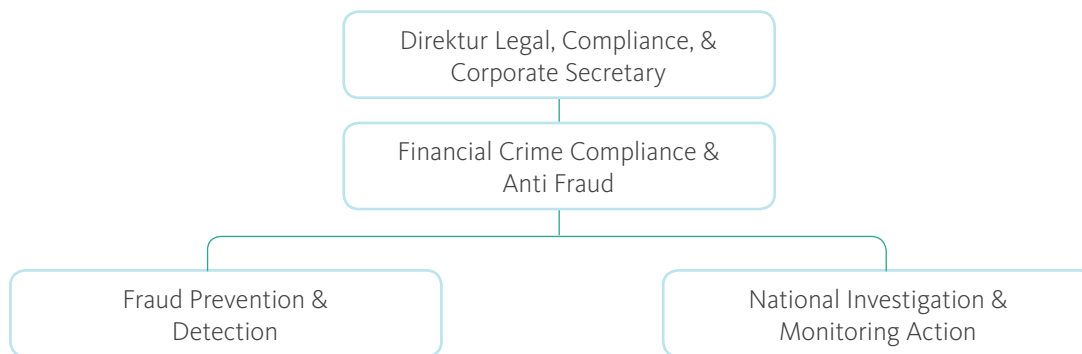 Direktur Legal, Compliance, &
Corporate Secretary
Financial Crime Compliance &
Anti Fraud
Fraud Prevention &
Detection
National Investigation &
Monitoring Action